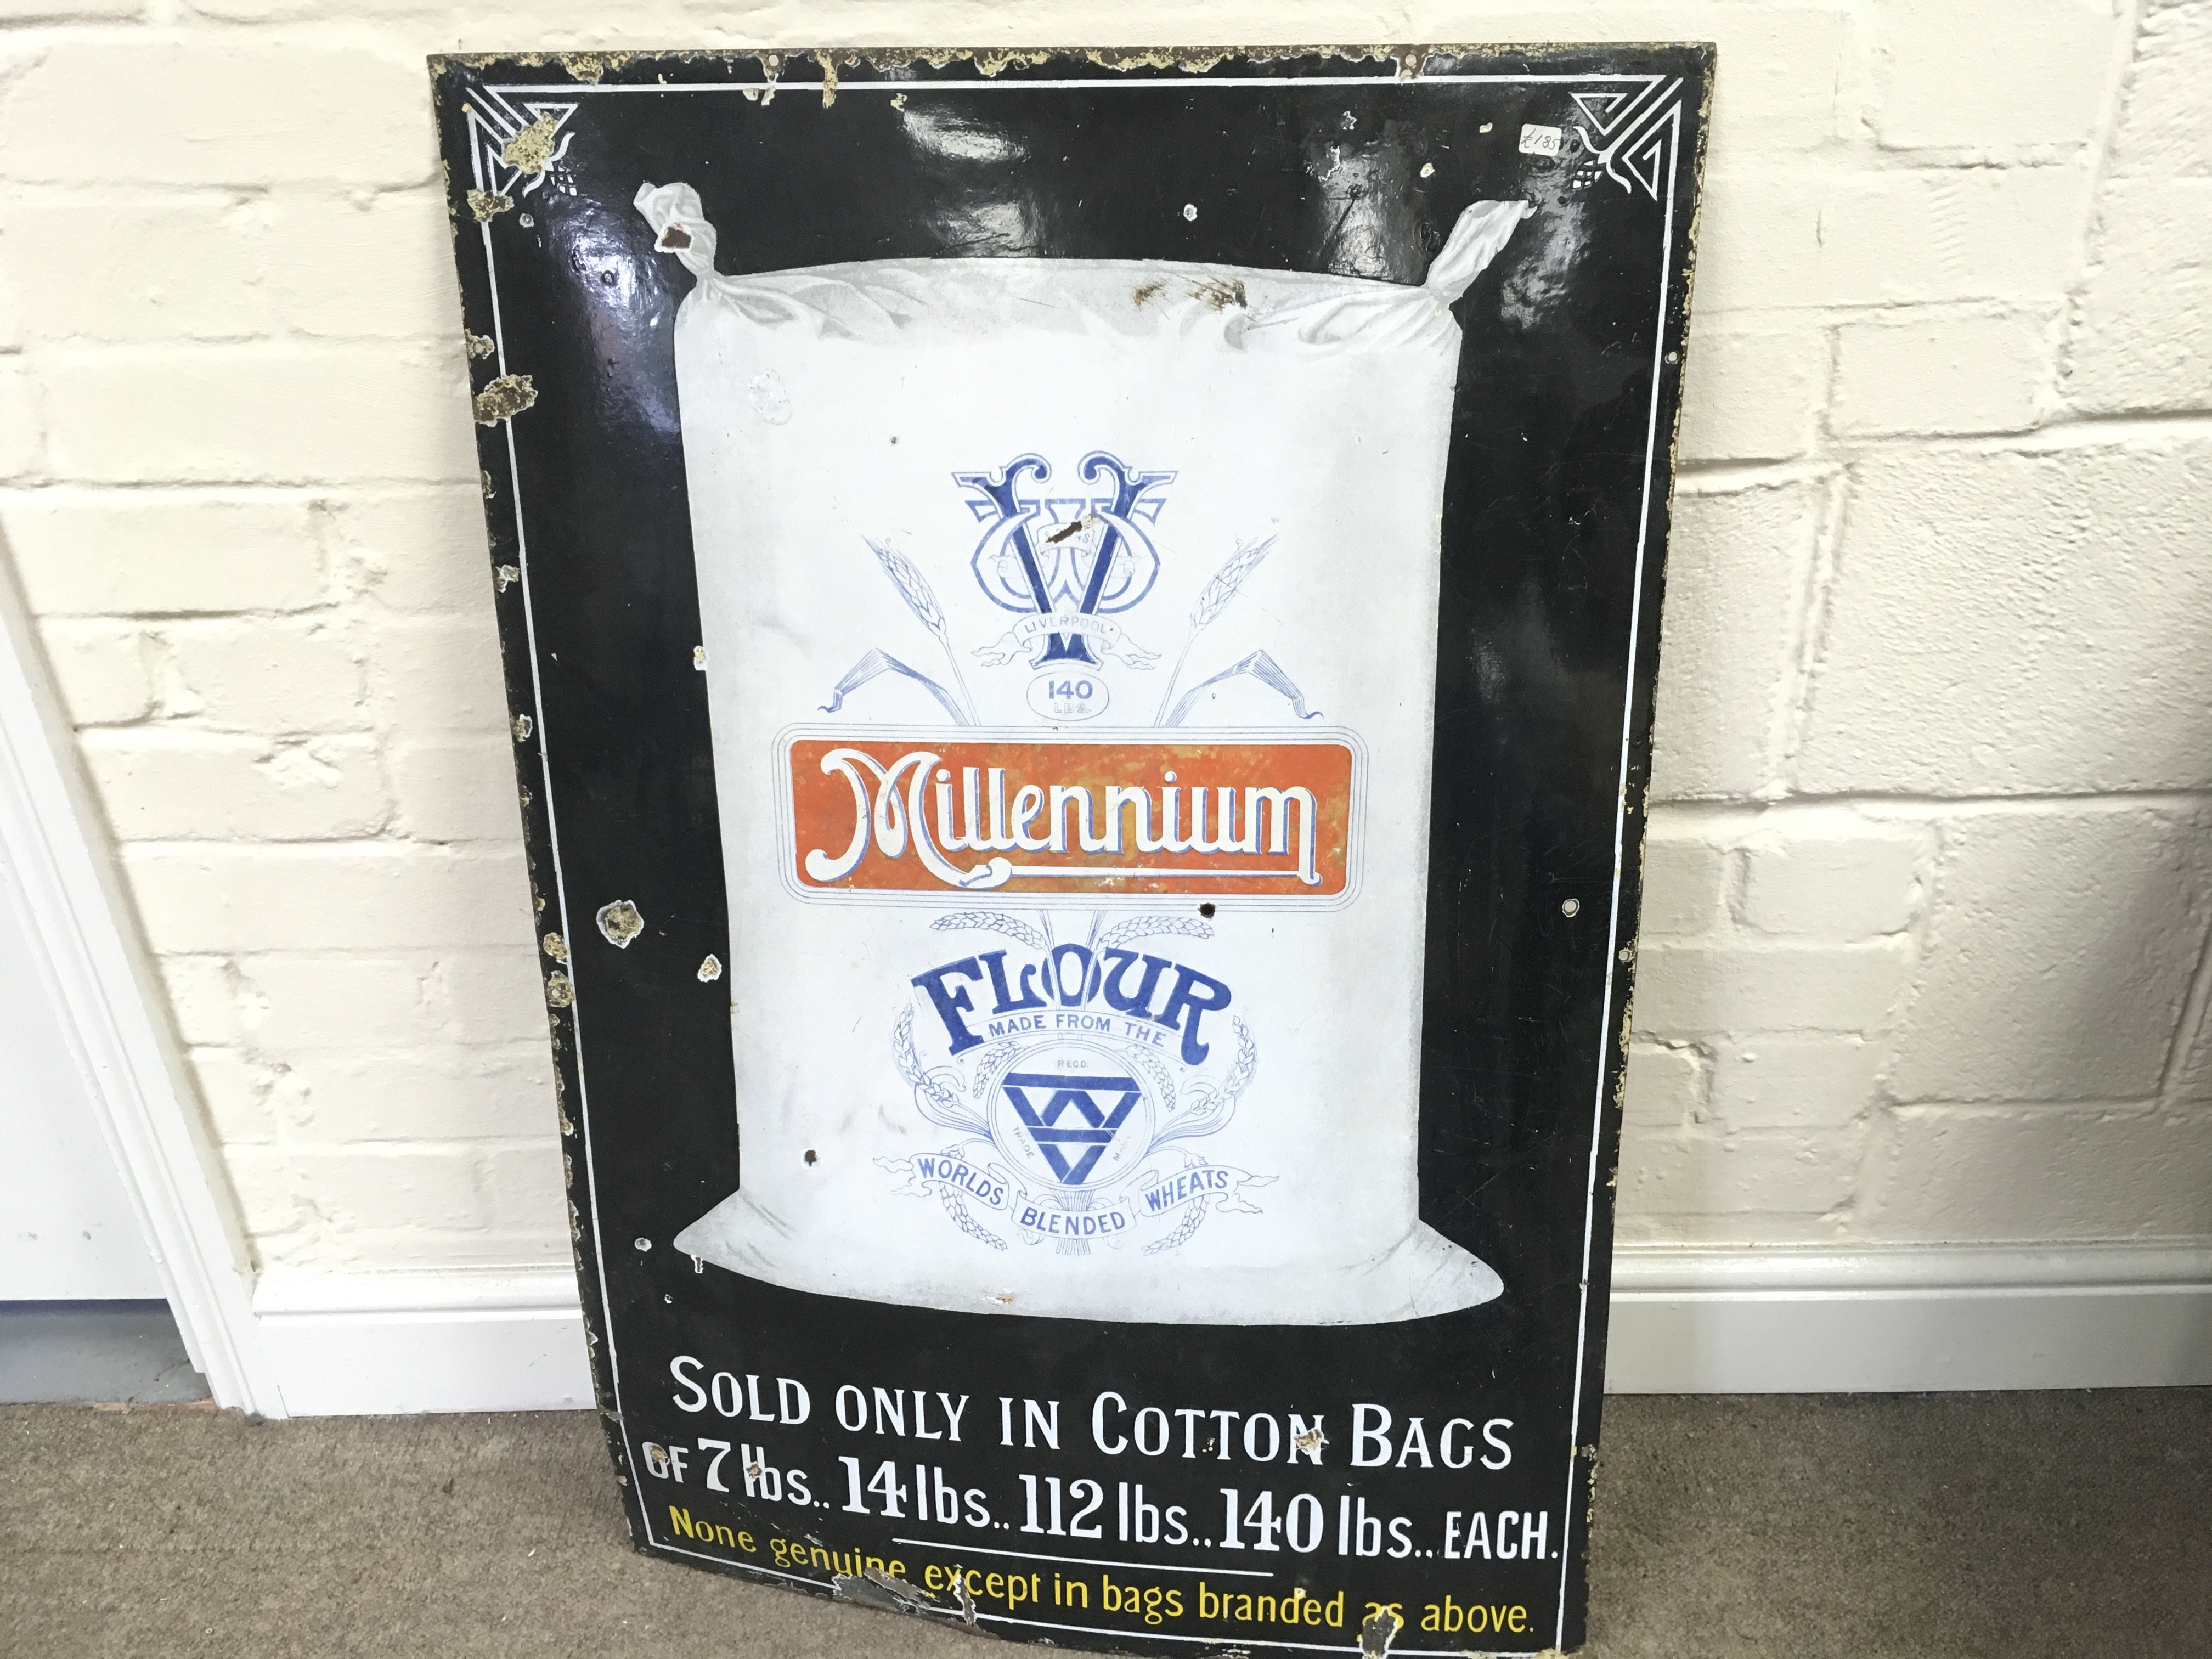 £185
LIVERPOOL
140
LBS.
Millennium
FLOUR
MADE FROM THE
REGD.
TRADE MARK
WORLDS BLENDED WHEATS
SOLD ONLY IN COTTON BAGS
OF 7 lbs.. 14 lbs.. 112 lbs.. 140 lbs.. EACH.
None genuine except in bags branded as above.